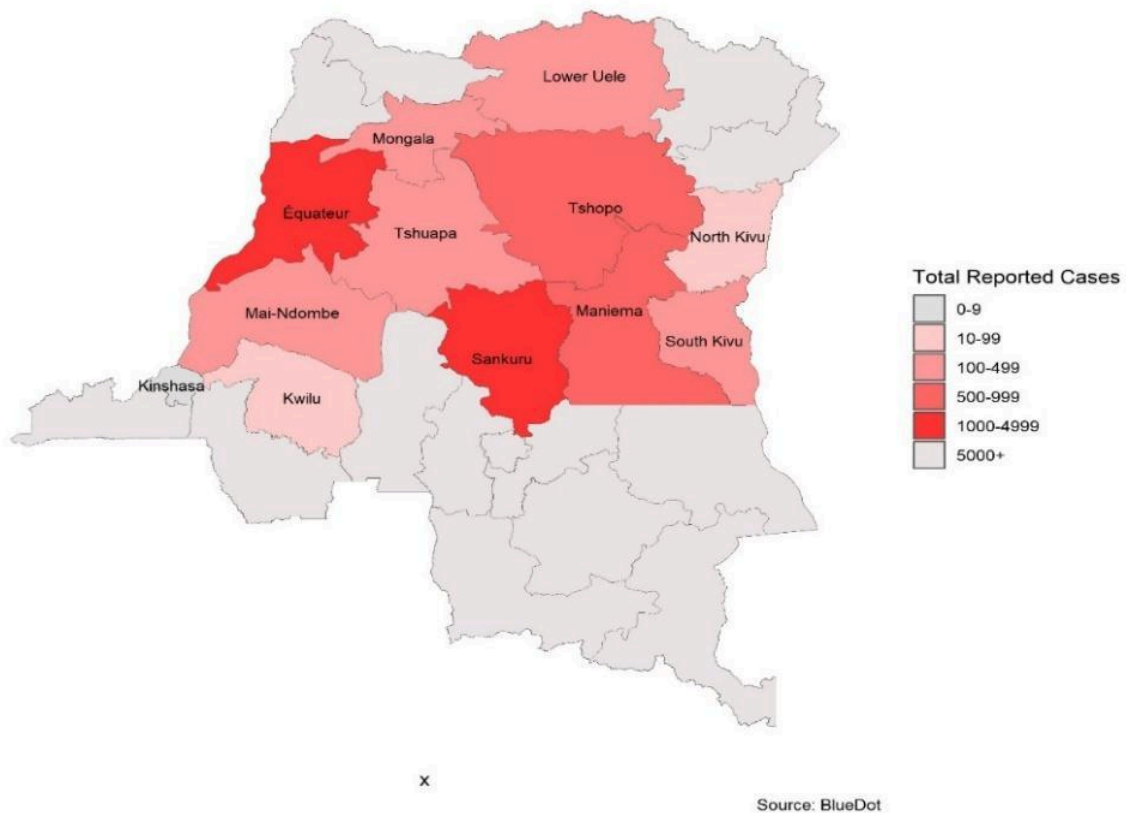 Lower Uele
Mongala
Équateur
Tshopo
Tshuapa
North Kivu
Mai-Ndombe
Maniema
South Kivu
Sankuru
Kinshasa
Kwilu
Total Reported Cases
0-9
10-99
100-499
500-999
1000-4999
5000+
x
Source: BlueDot